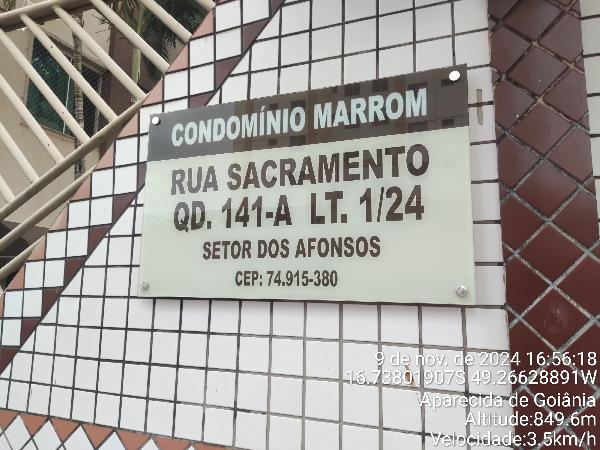 CONDOMÍNIO MARROM
RUA SACRAMENTO
QD. 141-A LT. 1/24
SETOR DOS AFONSOS
CEP: 74.915-380
9 de nov. de 2024 16:56:18
16.73801907S 49.26628891W
Aparecida de Goiânia
Altitude:849.6m
Velocidade:3.5km/h